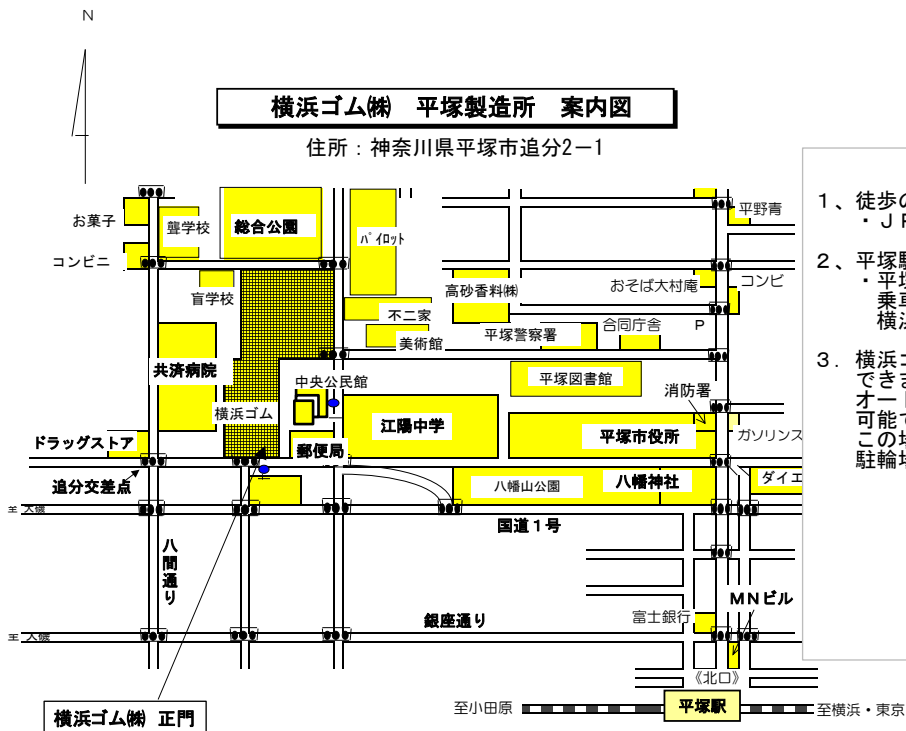 N
横浜ゴム㈱ 平塚製造所 案内図
住所：神奈川県平塚市追分2－1
お菓子
聾学校
総合公園
ﾊﾟｲﾛｯﾄ
平野青
コンビニ
盲学校
高砂香料㈱
おそば大村庵
コンビ
不二家
美術館
平塚警察署
合同庁舎
P
共済病院
中央公民館
平塚図書館
消防署
横浜ゴム
江陽中学
ドラッグストア
郵便局
平塚市役所
ガソリンス
追分交差点
八幡山公園
八幡神社
ダイエ
至 大磯
国道１号
八間通り
銀座通り
富士銀行
ＭＮビル
至 大磯
《北口》
横浜ゴム㈱ 正門
至小田原
平塚駅
至横浜・東京
１、徒歩の
・ＪＲ
２、平塚駅
・平塚
乗車
横浜
３．横浜ゴ
できま
オート
可能で
この場
駐輪場